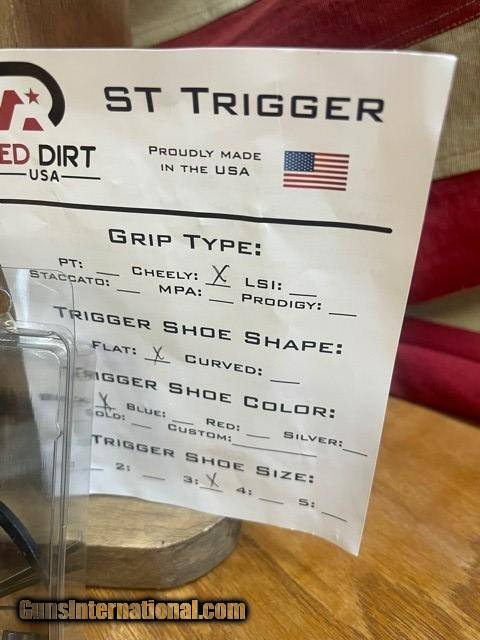 ST TRIGGER
ED DIRT
USA
PROUDLY MADE
IN THE USA
GRIP TYPE:
PT: __ CHEELY: X LSI: __
STACCATO: __ MPA: __ PRODIGY: __
TRIGGER SHOE SHAPE:
FLAT: X CURVED: __
TRIGGER SHOE COLOR:
X BLUE: __ RED: __ SILVER: __
GOLD: __ CUSTOM: ______
TRIGGER SHOE SIZE:
__ 2: __ 3: X 4: __ 5: __
GunsInternational.com